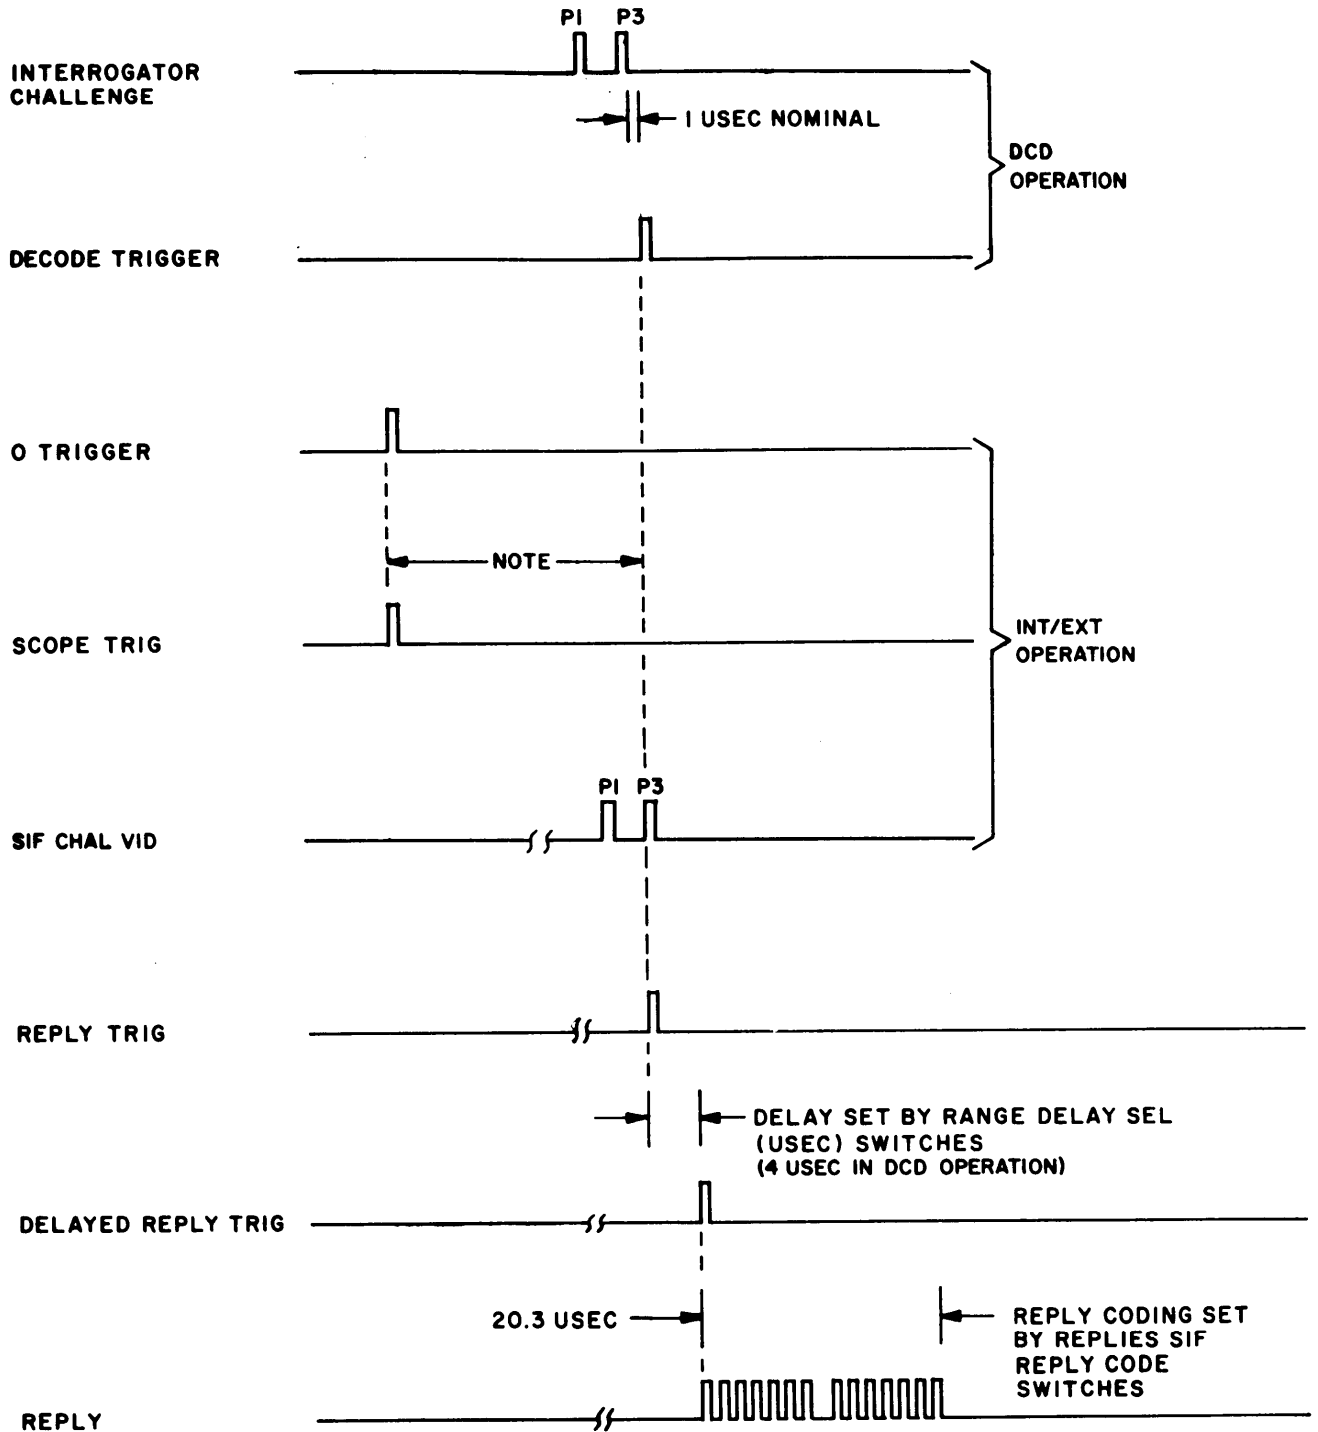 P1 P3
INTERROGATOR
CHALLENGE
1 USEC NOMINAL
DCD
OPERATION
DECODE TRIGGER
O TRIGGER
NOTE
SCOPE TRIG
INT/EXT
OPERATION
P1 P3
SIF CHAL VID
REPLY TRIG
DELAY SET BY RANGE DELAY SEL
(USEC) SWITCHES
(4 USEC IN DCD OPERATION)
DELAYED REPLY TRIG
20.3 USEC
REPLY CODING SET
BY REPLIES SIF
REPLY CODE
SWITCHES
REPLY